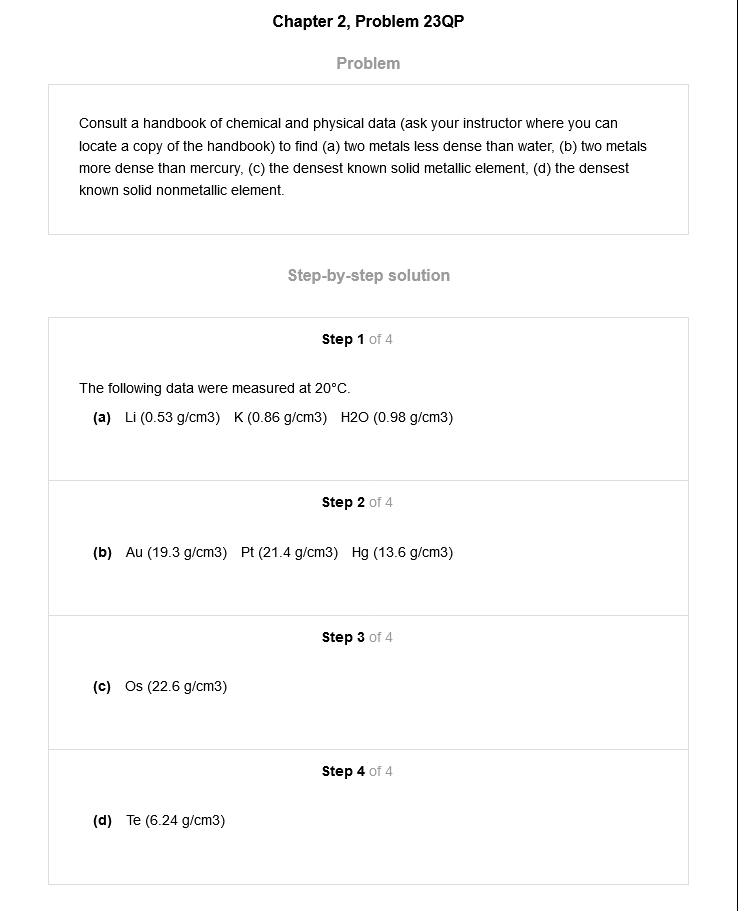 Chapter 2, Problem 23QP
Problem
Consult a handbook of chemical and physical data (ask your instructor where you can
locate a copy of the handbook) to find (a) two metals less dense than water, (b) two metals
more dense than mercury, (c) the densest known solid metallic element, (d) the densest
known solid nonmetallic element.
Step-by-step solution
Step 1 of 4
The following data were measured at 20°C.
(a) Li (0.53 g/cm3) K (0.86 g/cm3) H2O (0.98 g/cm3)
Step 2 of 4
(b) Au (19.3 g/cm3) Pt (21.4 g/cm3) Hg (13.6 g/cm3)
Step 3 of 4
(c) Os (22.6 g/cm3)
Step 4 of 4
(d) Te (6.24 g/cm3)